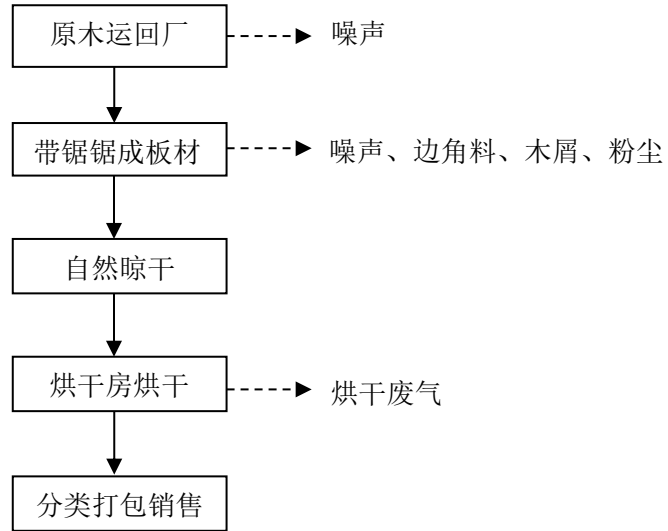 原木运回厂
噪声
带锯锯成板材
噪声、边角料、木屑、粉尘
自然晾干
烘干房烘干
烘干废气
分类打包销售